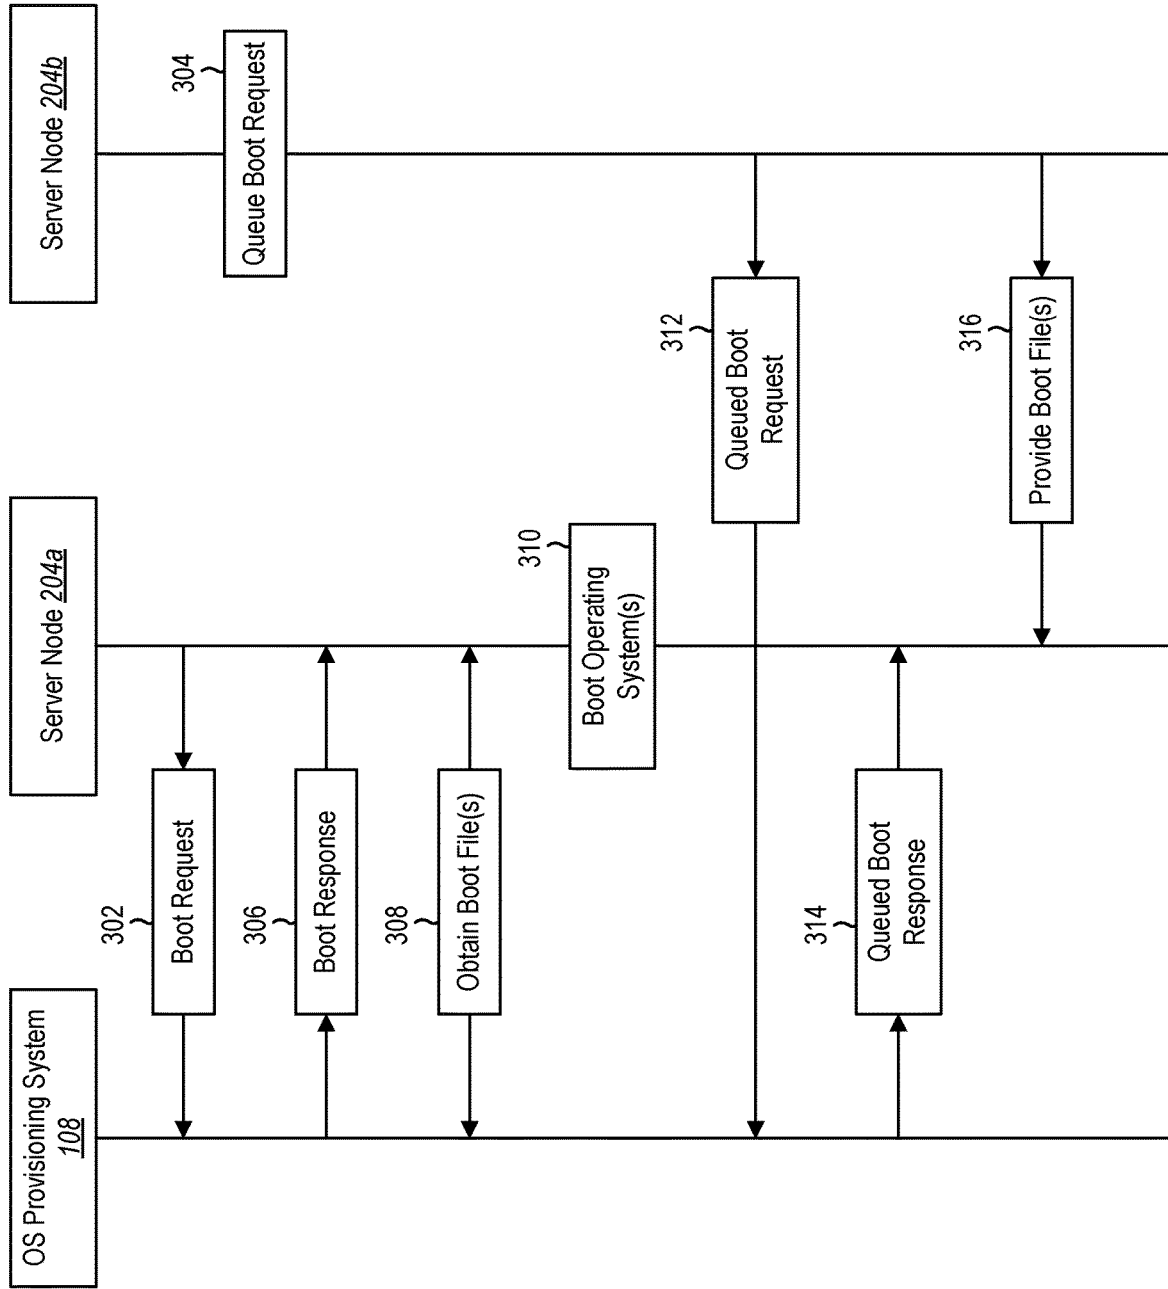 OS Provisioning System
108
Server Node 204a
Server Node 204b
302
Boot Request
304
Queue Boot Request
306
Boot Response
308
Obtain Boot File(s)
310
Boot Operating
System(s)
312
Queued Boot
Request
314
Queued Boot
Response
316
Provide Boot File(s)